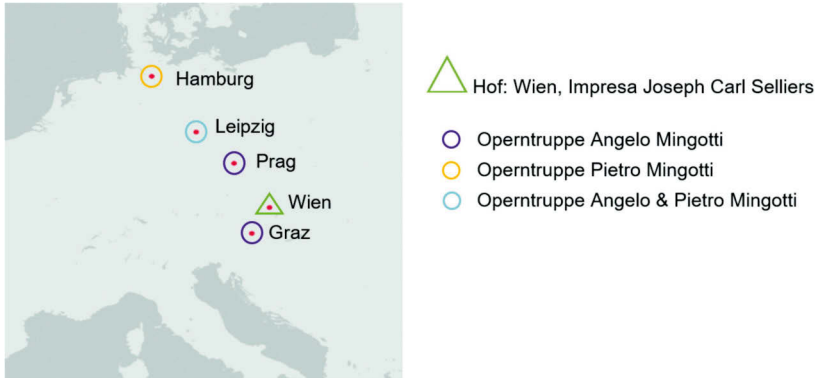 Hamburg
Leipzig
Prag
Wien
Graz
Hof: Wien, Impresa Joseph Carl Selliers
Operntruppe Angelo Mingotti
Operntruppe Pietro Mingotti
Operntruppe Angelo & Pietro Mingotti